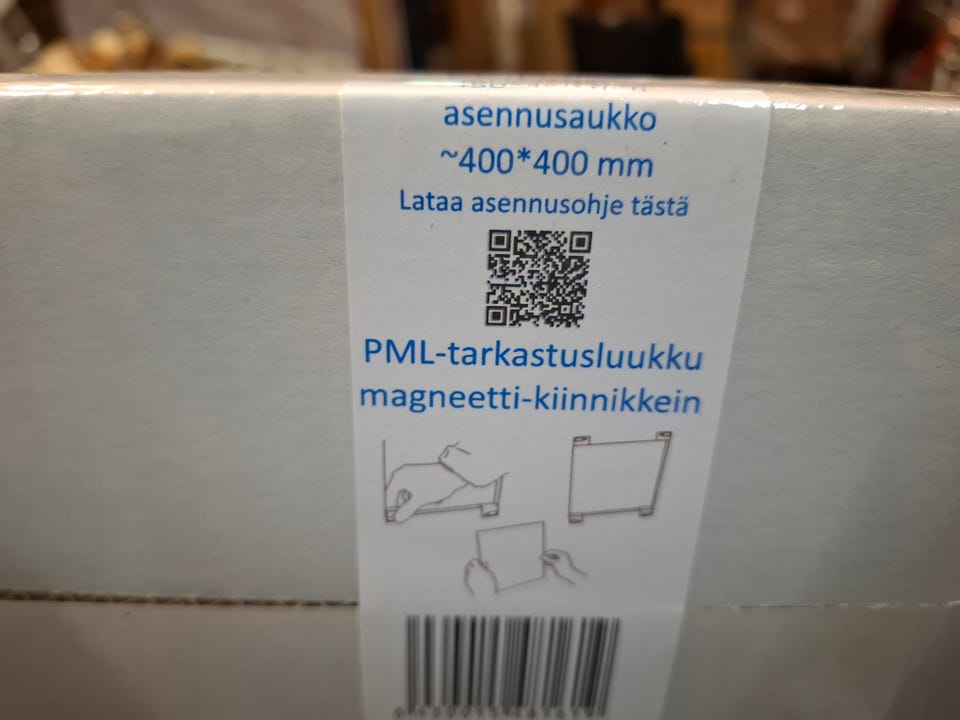 asennusaukko
~400*400 mm
Lataa asennusohje tästä
PML-tarkastusluukku
magneetti-kiinnikkein